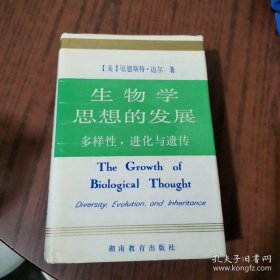 ［美］厄恩斯特·迈尔 著
生物学
思想的发展
多样性，进化与遗传
The Growth of
Biological Thought
Diversity, Evolution, and Inheritance
湖南教育出版社
孔夫子旧书网